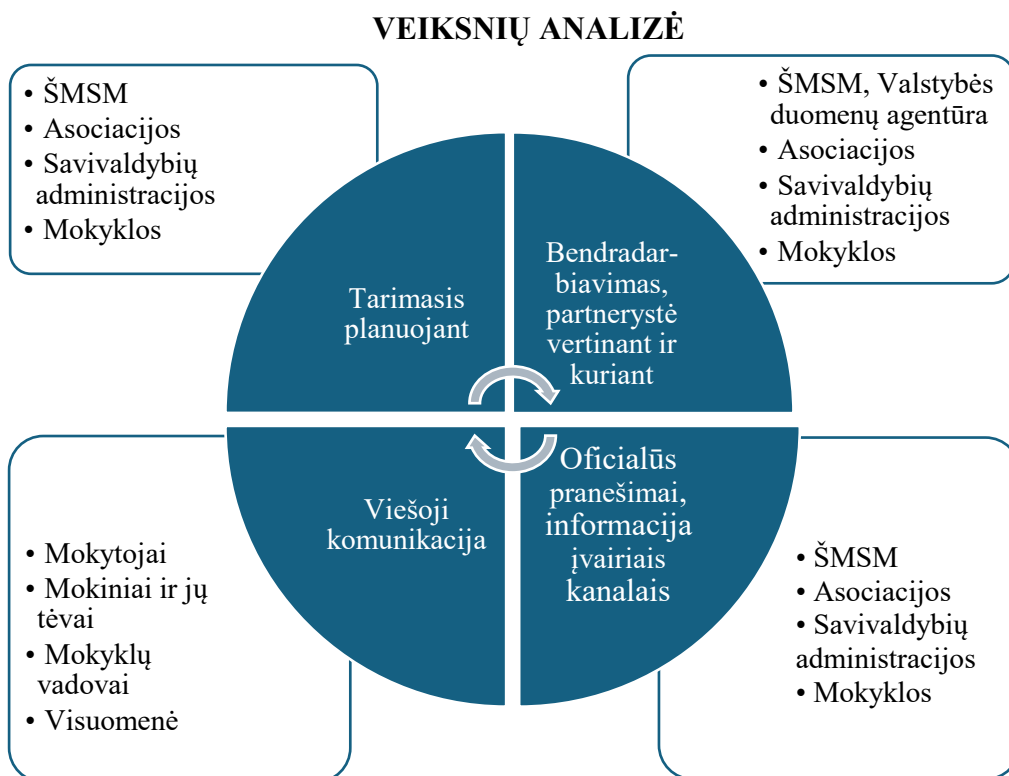 VEIKSNIŲ ANALIZĖ
• ŠMSM
• Asociacijos
• Savivaldybių
administracijos
• Mokyklos
• ŠMSM, Valstybės
duomenų agentūra
• Asociacijos
• Savivaldybių
administracijos
• Mokyklos
Tarimasis
planuojant
Bendradar-
biavimas,
partnerystė
vertinant ir
kuriant
Viešoji
komunikacija
Oficialūs
pranešimai,
informacija
įvairiais
kanalais
• Mokytojai
• Mokiniai ir jų
tėvai
• Mokyklų
vadovai
• Visuomenė
• ŠMSM
• Asociacijos
• Savivaldybių
administracijos
• Mokyklos